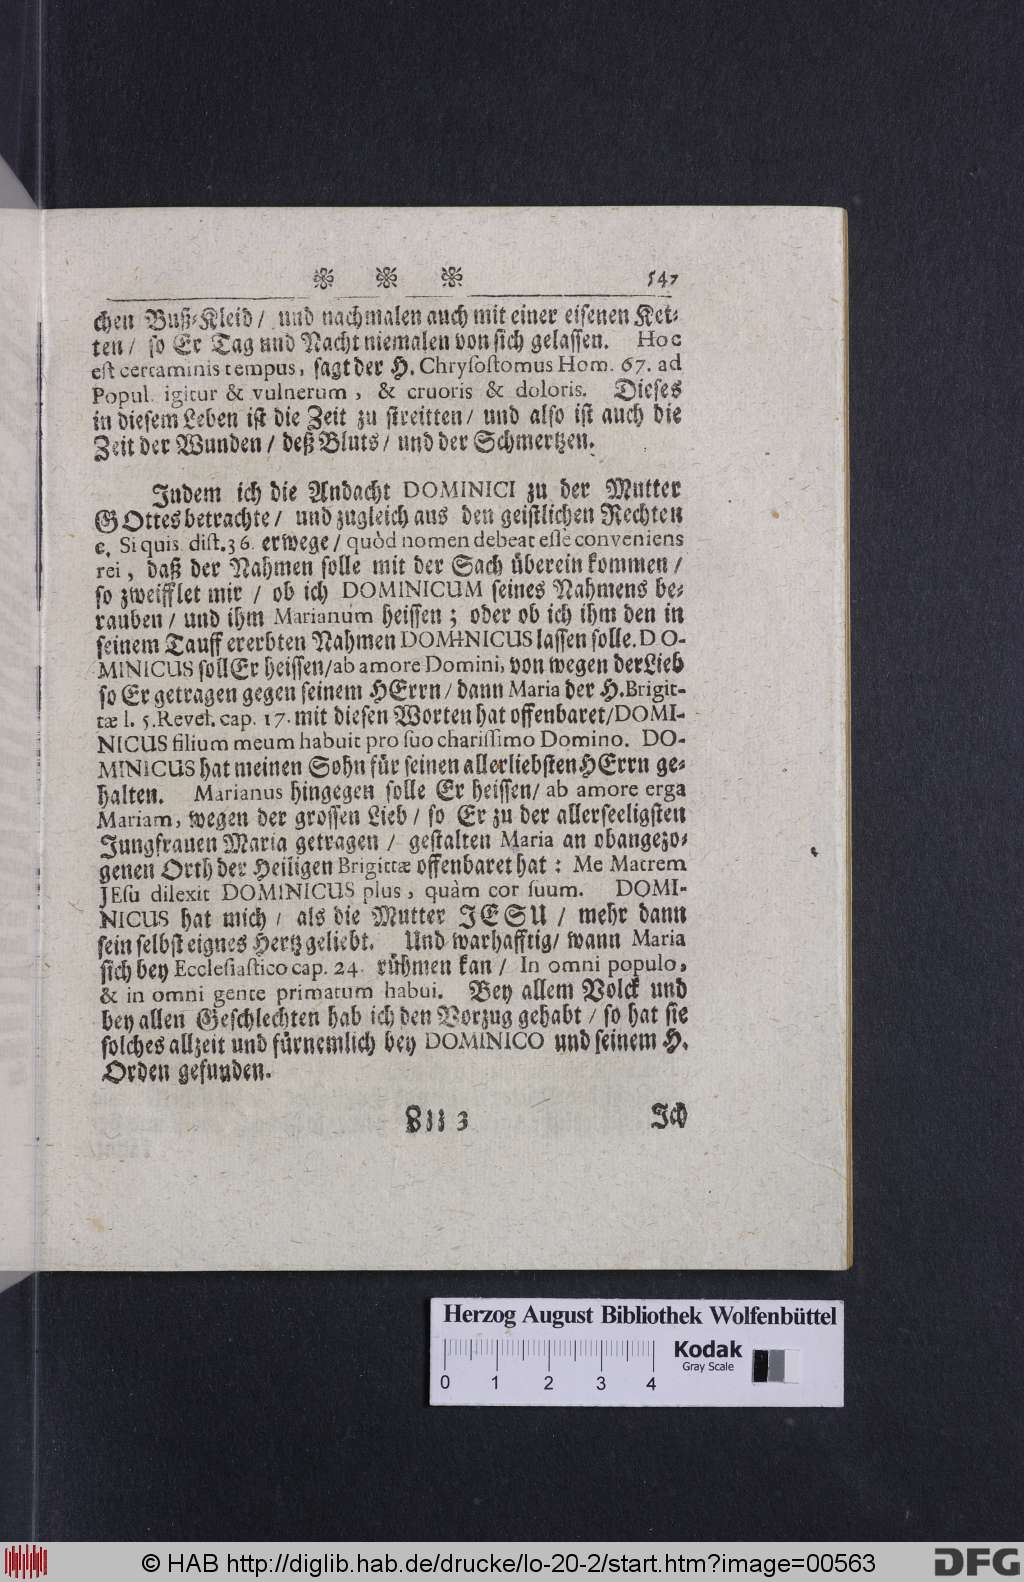 547
chen Buß-Kleid / und nachmalen auch mit einer eisenen Ket-
ten / so Er Tag und Nacht niemalen von sich gelassen. Hoc
est certaminis tempus, sagt der H. Chrysostomus Hom. 67. ad
Popul. igitur & vulnerum, & cruoris & doloris. Dieses
in diesem Leben ist die Zeit zu streitten / und also ist auch die
Zeit der Wunden / deß Bluts / und der Schmertzen.
Indem ich die Andacht DOMINICI zu der Mutter
GOttes betrachte / und zugleich aus den geistlichen Rechten
c. Si quis dist. 36. erwege / quòd nomen debeat esse conveniens
rei, daß der Nahmen solle mit der Sach überein kommen /
so zweifflet mir / ob ich DOMINICUM seines Nahmens be-
rauben / und ihm Marianum heissen; oder ob ich ihm den in
seinem Tauff ererbten Nahmen DOMINICUS lassen solle. DO-
MINICUS soll Er heissen / ab amore Domini, von wegen der Lieb
so Er getragen gegen seinem HErrn / dann Maria der H. Brigit-
tæ l. 5. Revel. cap. 17. mit diesen Worten hat offenbaret / DOMI-
NICUS filium meum habuit pro suo charissimo Domino. DO-
MINICUS hat meinen Sohn für seinen allerliebsten HErrn ge-
halten. Marianus hingegen solle Er heissen / ab amore erga
Mariam, wegen der grossen Lieb / so Er zu der allerseeligsten
Jungfrauen Maria getragen / gestalten Maria an obangezo-
genen Orth der Heiligen Brigittæ offenbaret hat: Me Matrem
JEsu dilexit DOMINICUS plus, quàm cor suum. DOMI-
NICUS hat mich / als die Mutter JESU / mehr dann
sein selbst eignes Hertz geliebt. Und warhafftig / wann Maria
sich bey Ecclesiastico cap. 24. rühmen kan / In omni populo,
& in omni gente primatum habui. Bey allem Volck und
bey allen Geschlechten hab ich den Vorzug gehabt / so hat sie
solches allzeit und fürnemlich bey DOMINICO und seinem H.
Orden gefunden.
Zzz 3 Ich
Herzog August Bibliothek Wolfenbüttel
Kodak
Gray Scale
0 1 2 3 4
© HAB http://diglib.hab.de/drucke/lo-20-2/start.htm?image=00563
DFG